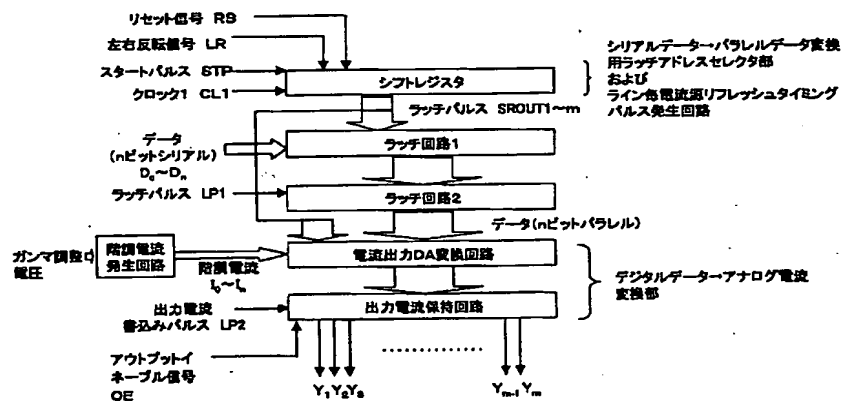 リセット信号 RS
左右反転信号 LR
スタートパルス STP
クロック1 CL1
シフトレジスタ
シリアルデータ→パラレルデータ変換
用ラッチアドレスセレクタ部
および
ライン毎電流源リフレッシュタイミング
パルス発生回路
ラッチパルス SROUT1~m
データ
(nビットシリアル)
D₀~Dₙ
ラッチ回路1
ラッチパルス LP1
ラッチ回路2
データ(nビットパラレル)
ガンマ調整
電圧
階調電流
発生回路
階調電流
I₀~Iₙ
電流出力DA変換回路
デジタルデータ→アナログ電流
変換部
出力電流
書込みパルス LP2
出力電流保持回路
アウトプットイ
ネーブル信号
OE
Y₁ Y₂ Y₃ Yₘ₋₁ Yₘ